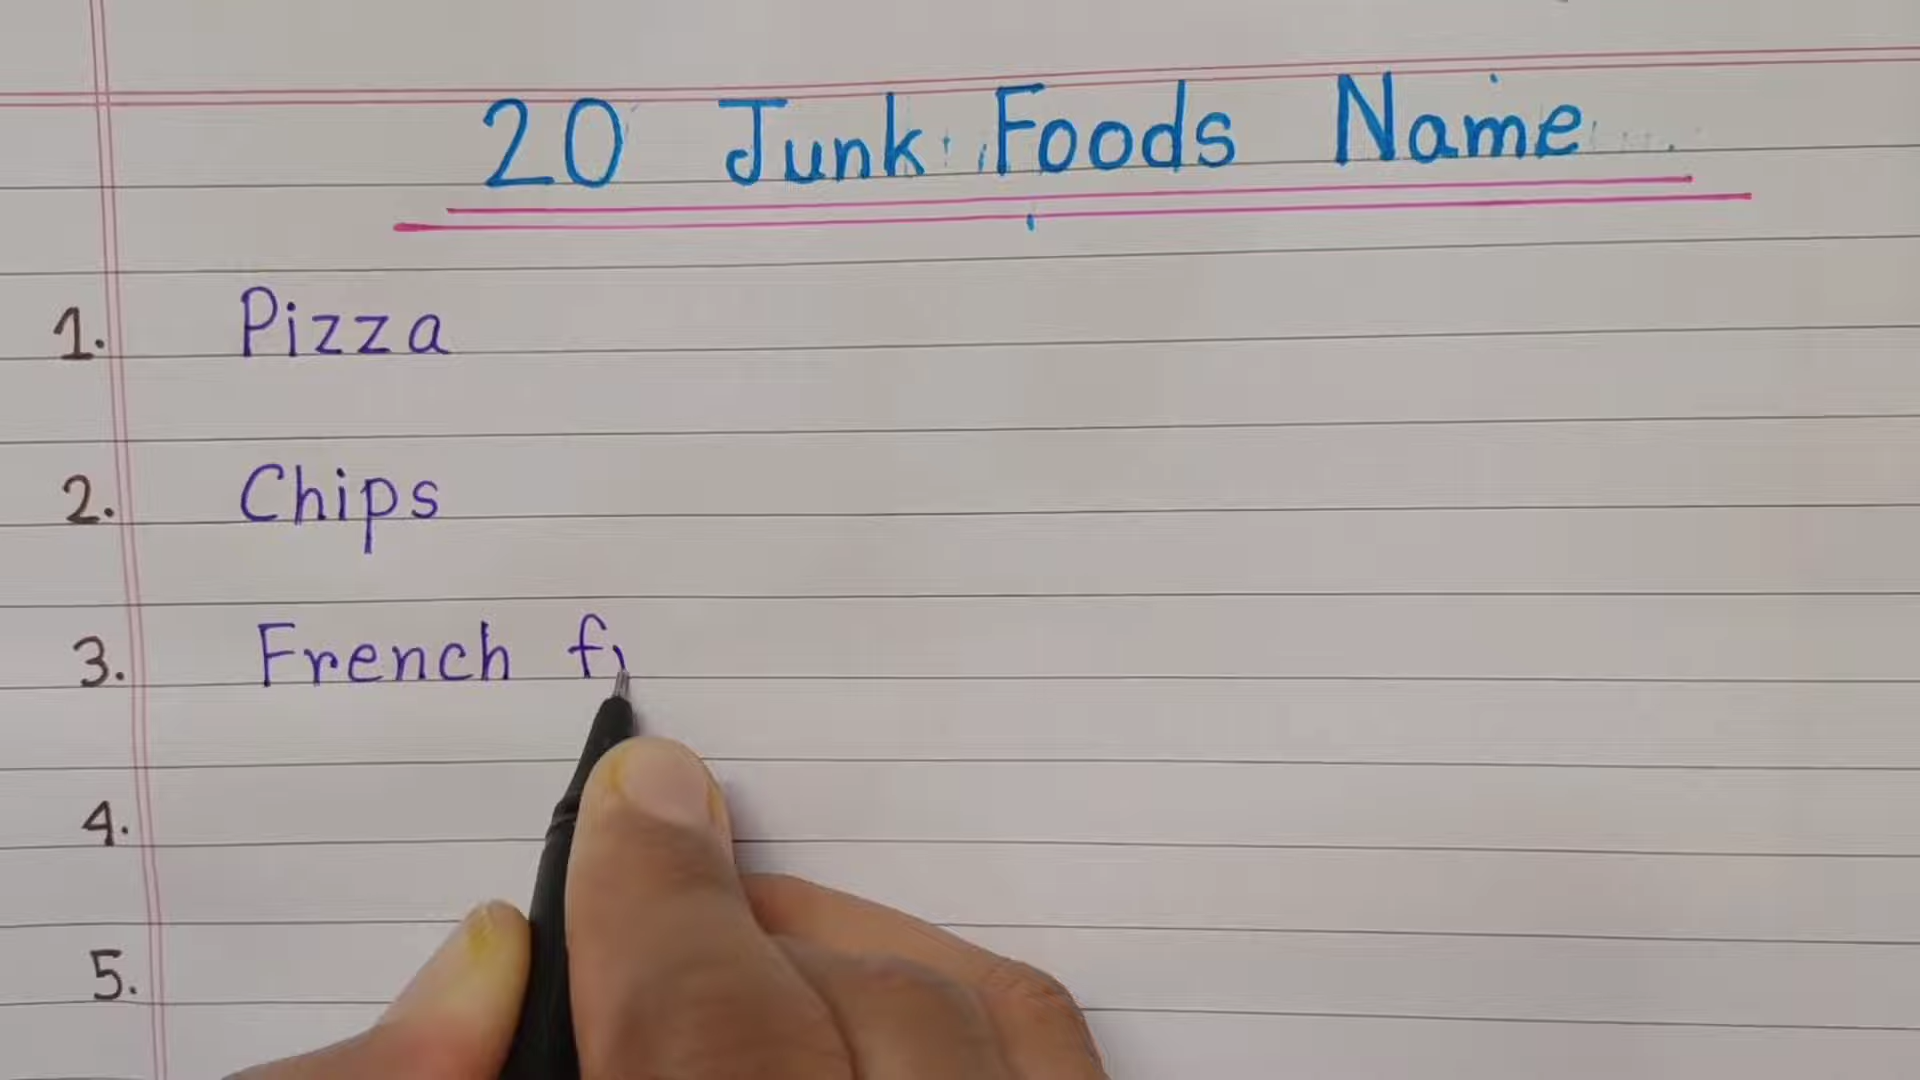 20 Junk Foods Name
1. Pizza
2. Chips
3. French
4.
5.